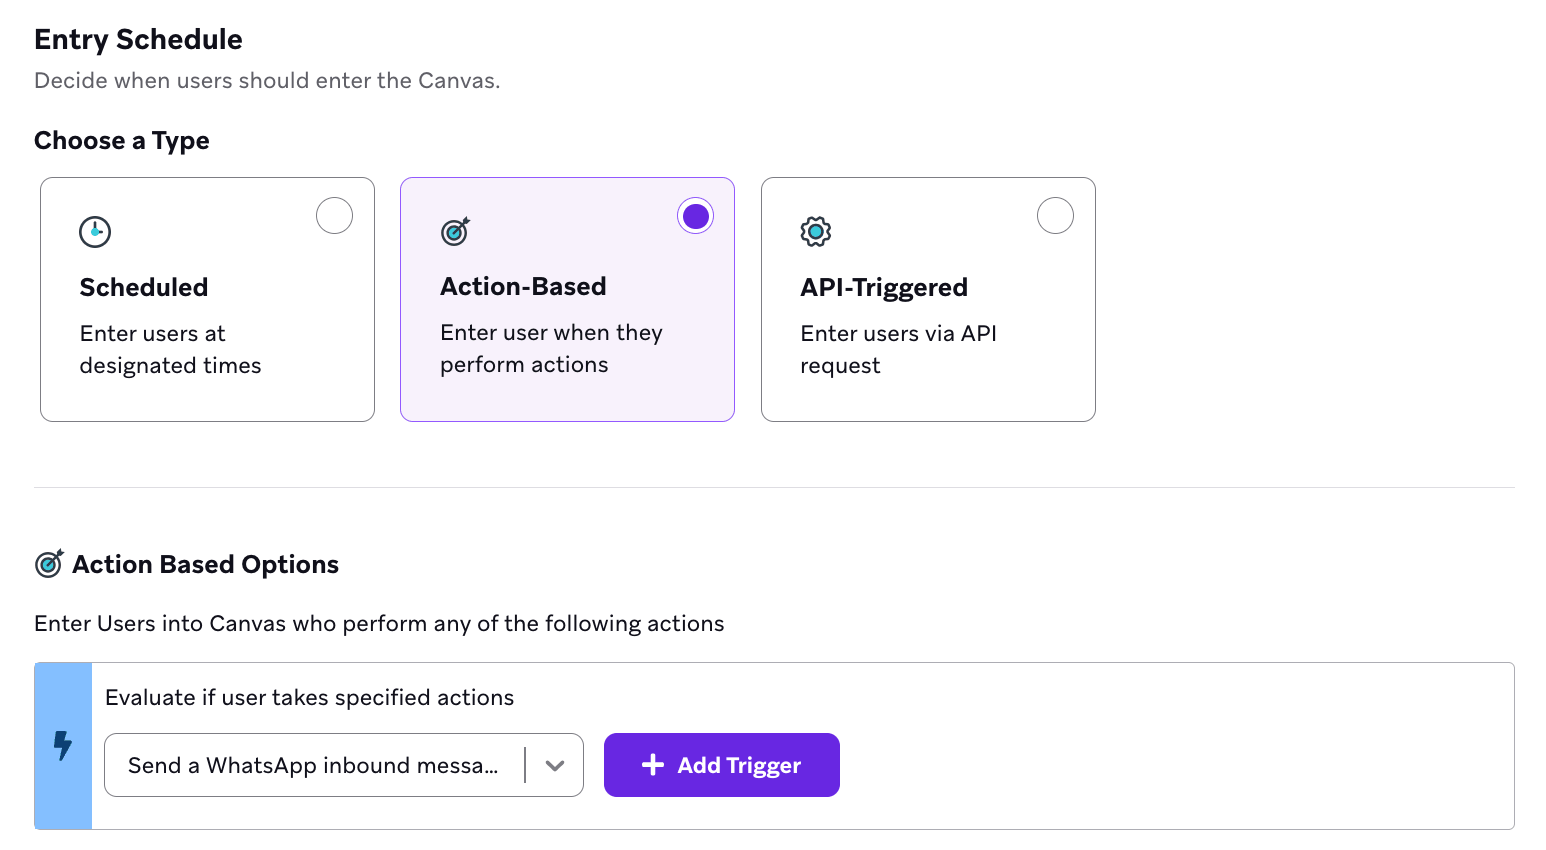 Entry Schedule
Decide when users should enter the Canvas.
Choose a Type
Scheduled
Enter users at
designated times
Action-Based
Enter user when they
perform actions
API-Triggered
Enter users via API
request
Action Based Options
Enter Users into Canvas who perform any of the following actions
Evaluate if user takes specified actions
Send a WhatsApp inbound messa...
Add Trigger